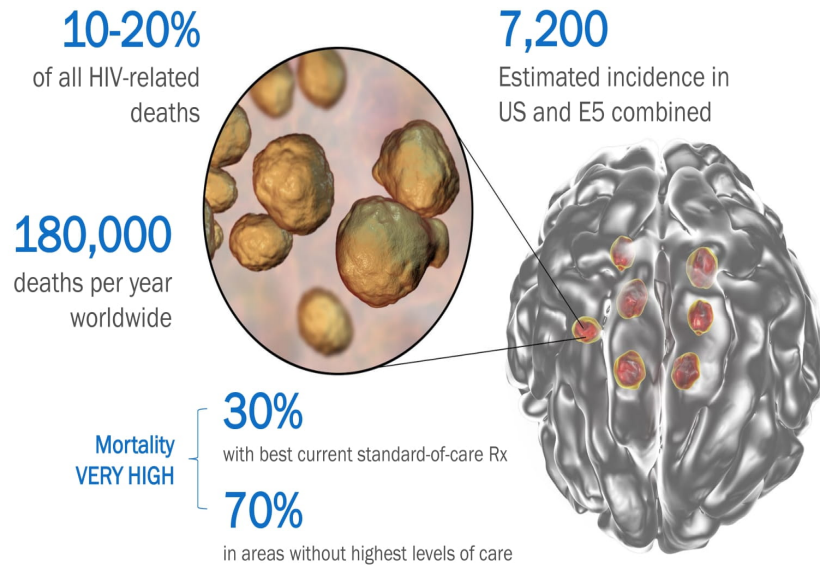 10-20%
of all HIV-related
deaths
7,200
Estimated incidence in
US and E5 combined
180,000
deaths per year
worldwide
Mortality
VERY HIGH
30%
with best current standard-of-care Rx
70%
in areas without highest levels of care